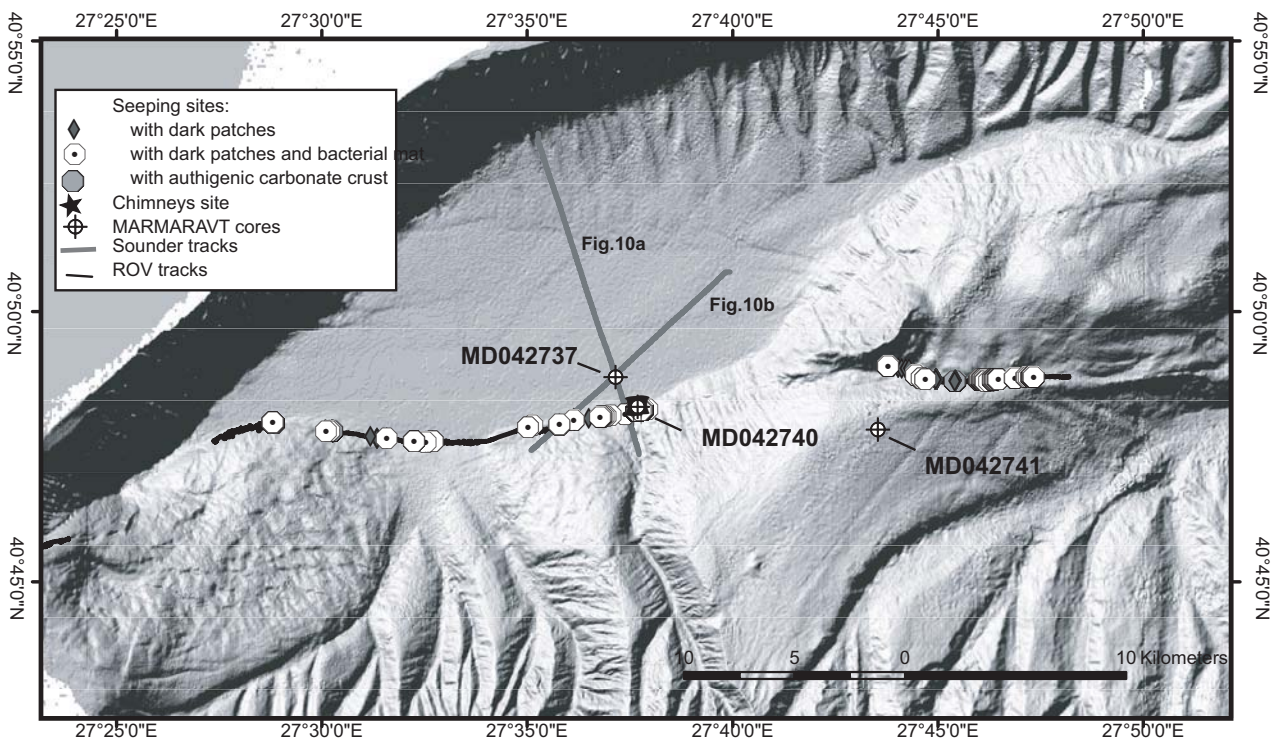 27°25'0"E 27°30'0"E 27°35'0"E 27°40'0"E 27°45'0"E 27°50'0"E
40°55'0"N 40°55'0"N
Seeping sites:
with dark patches
with dark patches and bacterial mat
with authigenic carbonate crust
Chimneys site
MARMARAVT cores
Sounder tracks
ROV tracks
Fig.10a
Fig.10b
40°50'0"N 40°50'0"N
MD042737
MD042740
MD042741
40°45'0"N 40°45'0"N
10 5 0 10 Kilometers
27°25'0"E 27°30'0"E 27°35'0"E 27°40'0"E 27°45'0"E 27°50'0"E